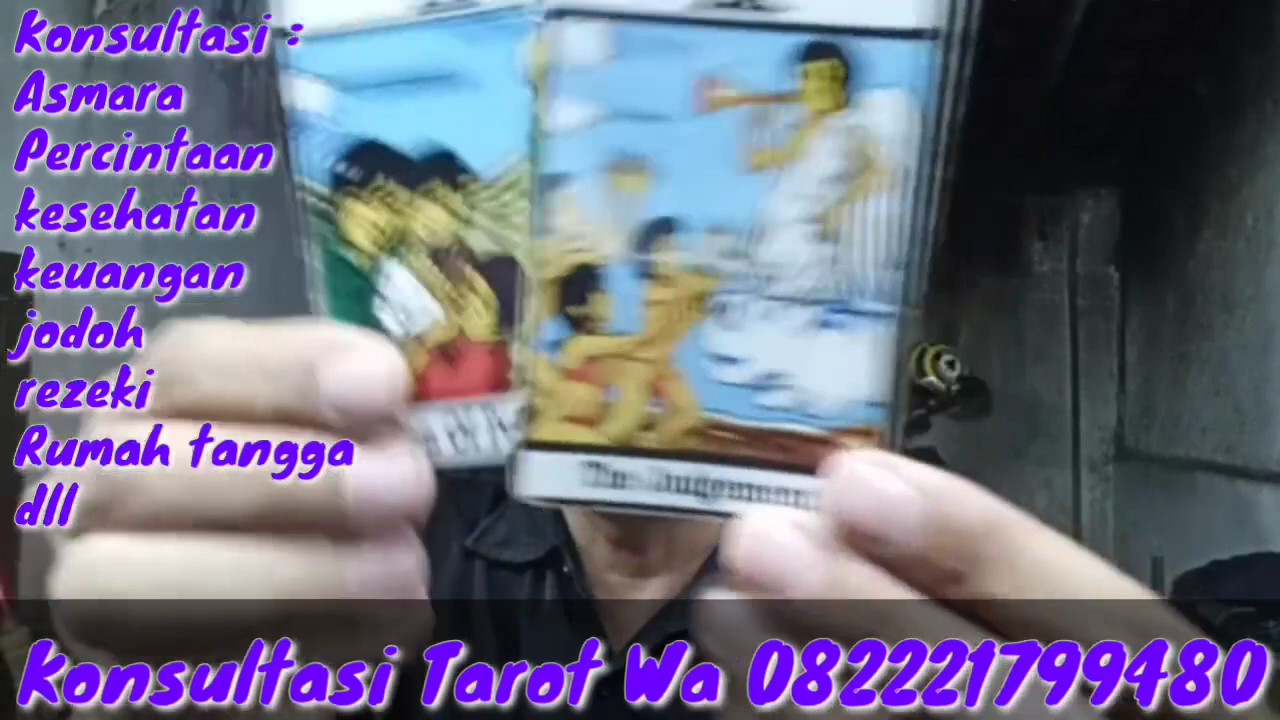 Konsultasi :
Asmara
Percintaan
kesehatan
keuangan
jodoh
rezeki
Rumah tangga
dll
Konsultasi Tarot Wa 082221799480